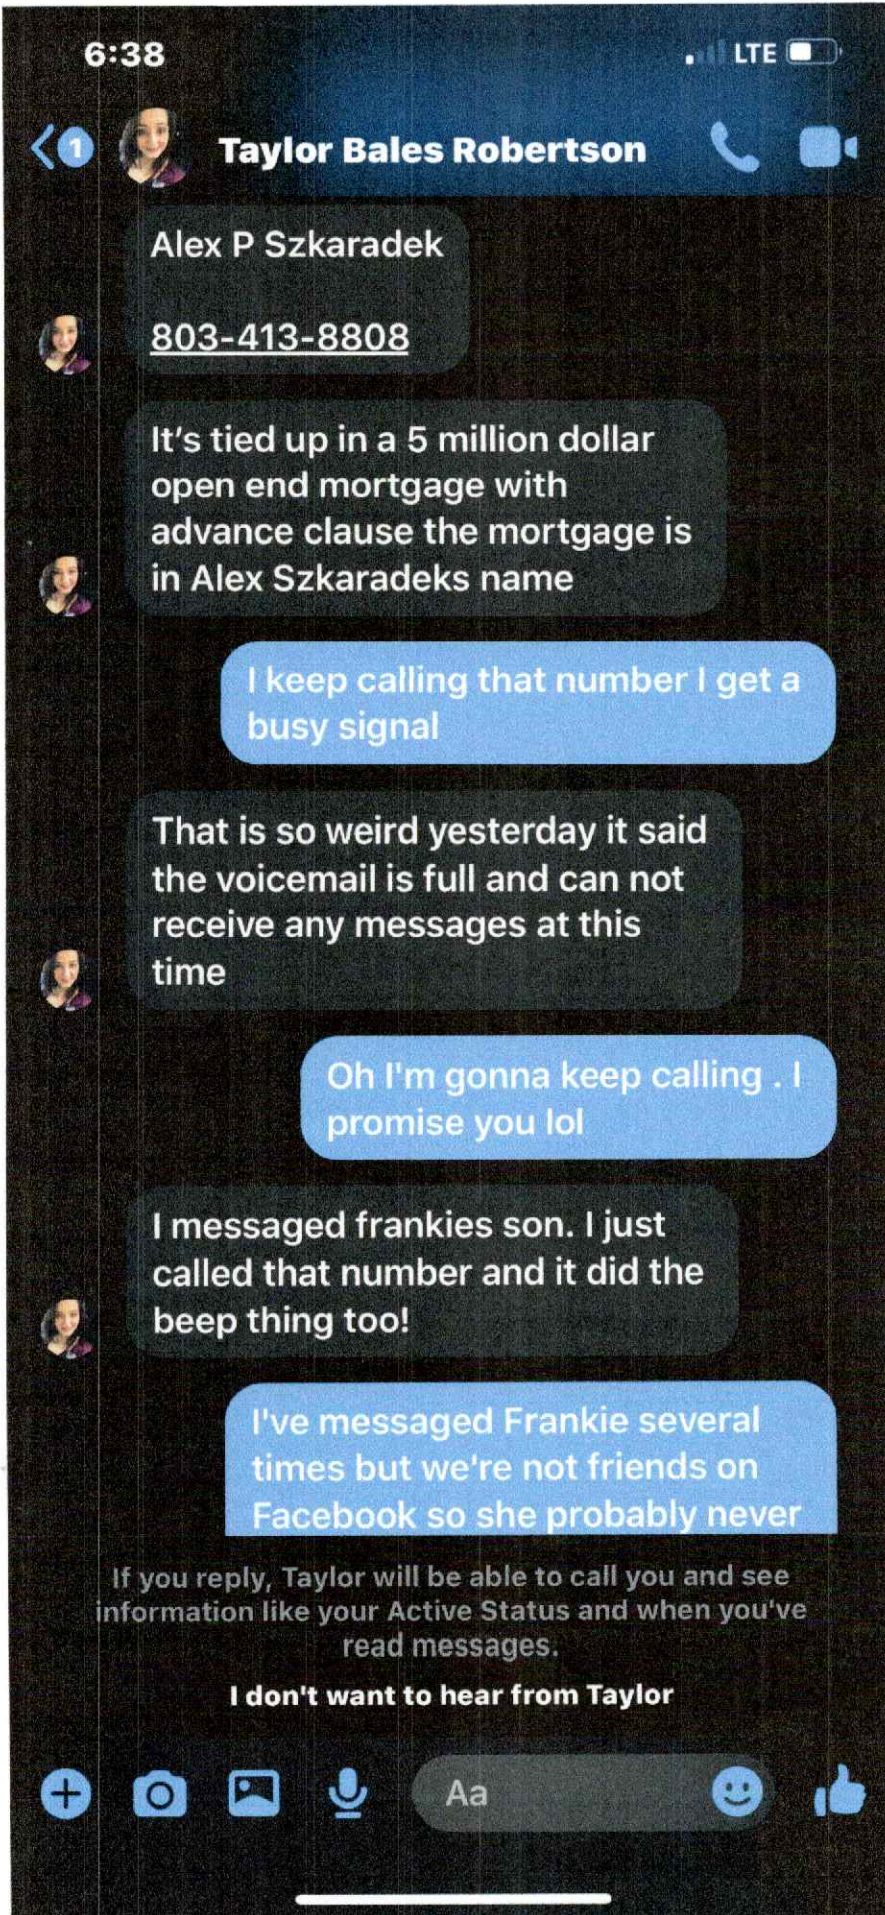 6:38
LTE
1
Taylor Bales Robertson
Alex P Szkaradek
803-413-8808
It's tied up in a 5 million dollar
open end mortgage with
advance clause the mortgage is
in Alex Szkaradeks name
I keep calling that number I get a
busy signal
That is so weird yesterday it said
the voicemail is full and can not
receive any messages at this
time
Oh I'm gonna keep calling . I
promise you lol
I messaged frankies son. I just
called that number and it did the
beep thing too!
I've messaged Frankie several
times but we're not friends on
Facebook so she probably never
If you reply, Taylor will be able to call you and see
information like your Active Status and when you've
read messages.
I don't want to hear from Taylor
Aa